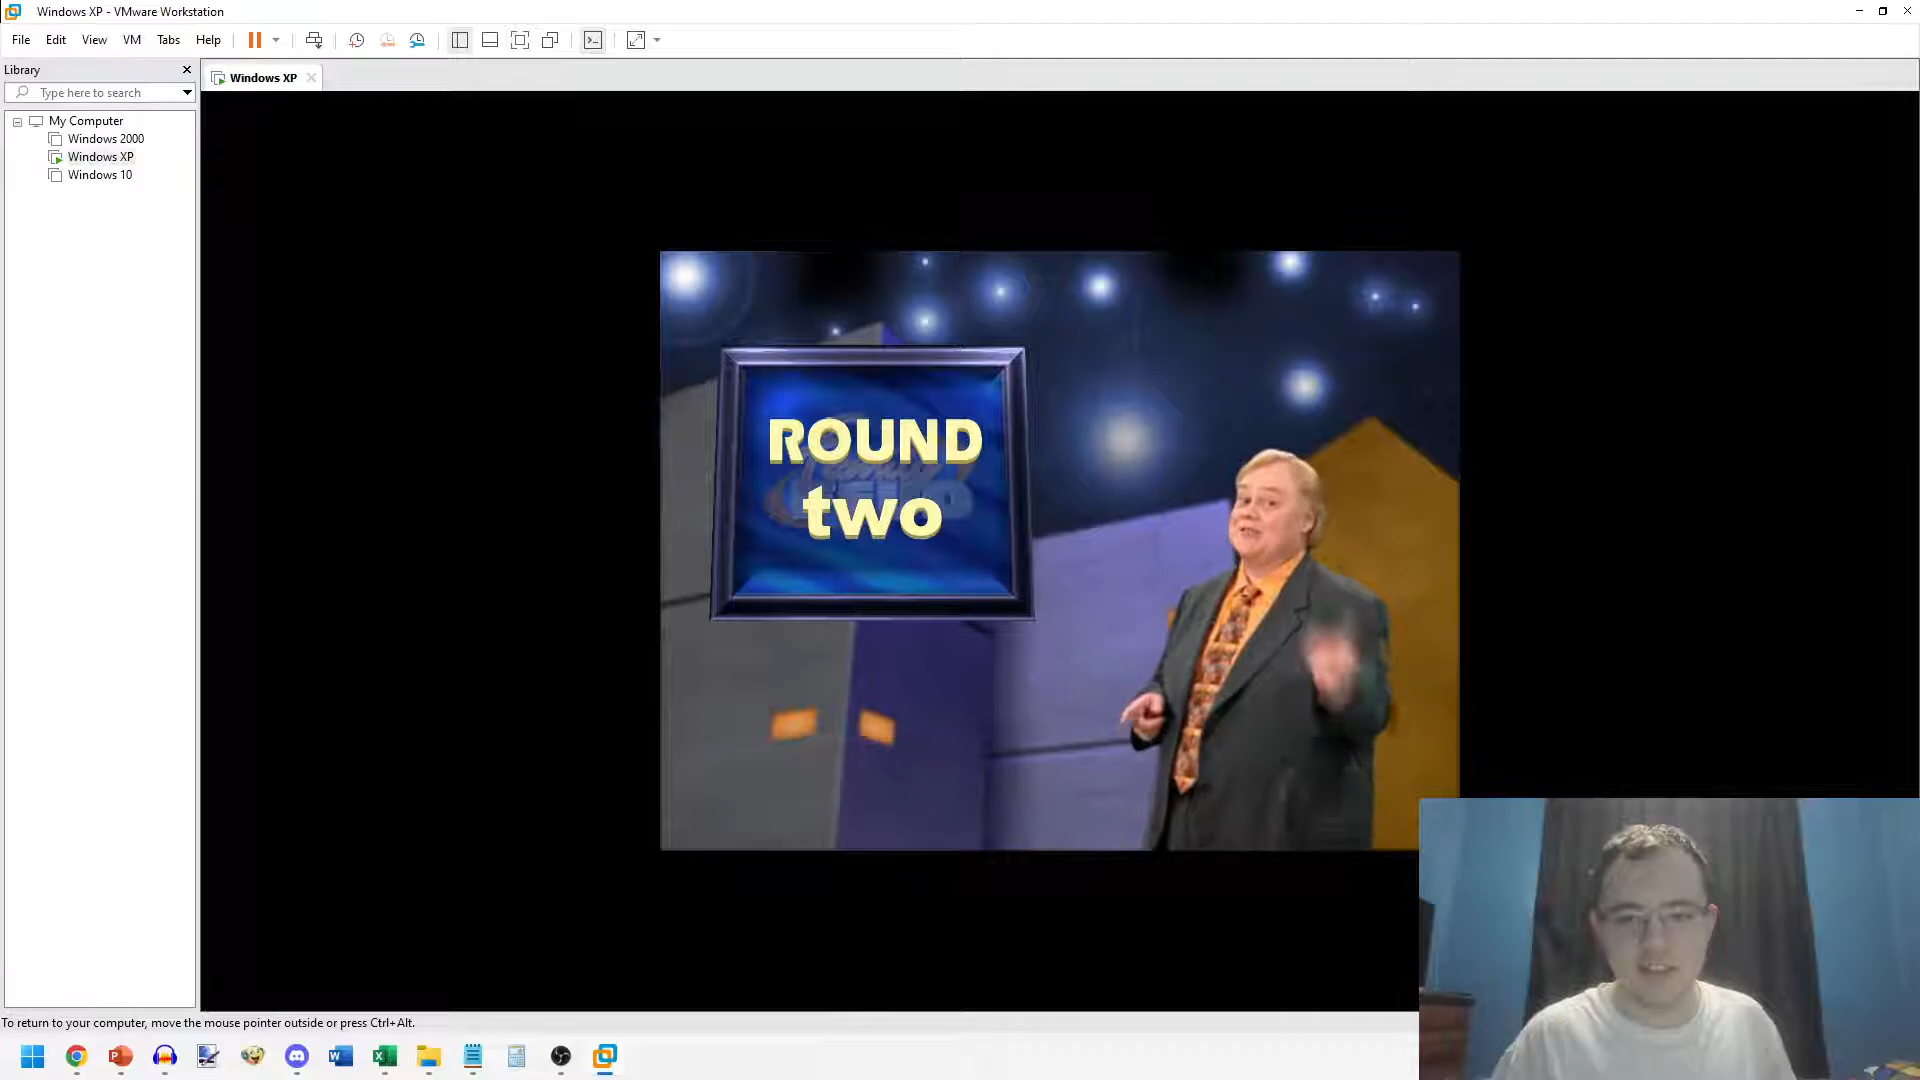 Windows XP - VMware Workstation
File Edit View VM Tabs Help
Library
Windows XP
Type here to search
My Computer
Windows 2000
Windows XP
Windows 10
ROUND
two
To return to your computer, move the mouse pointer outside or press Ctrl+Alt.